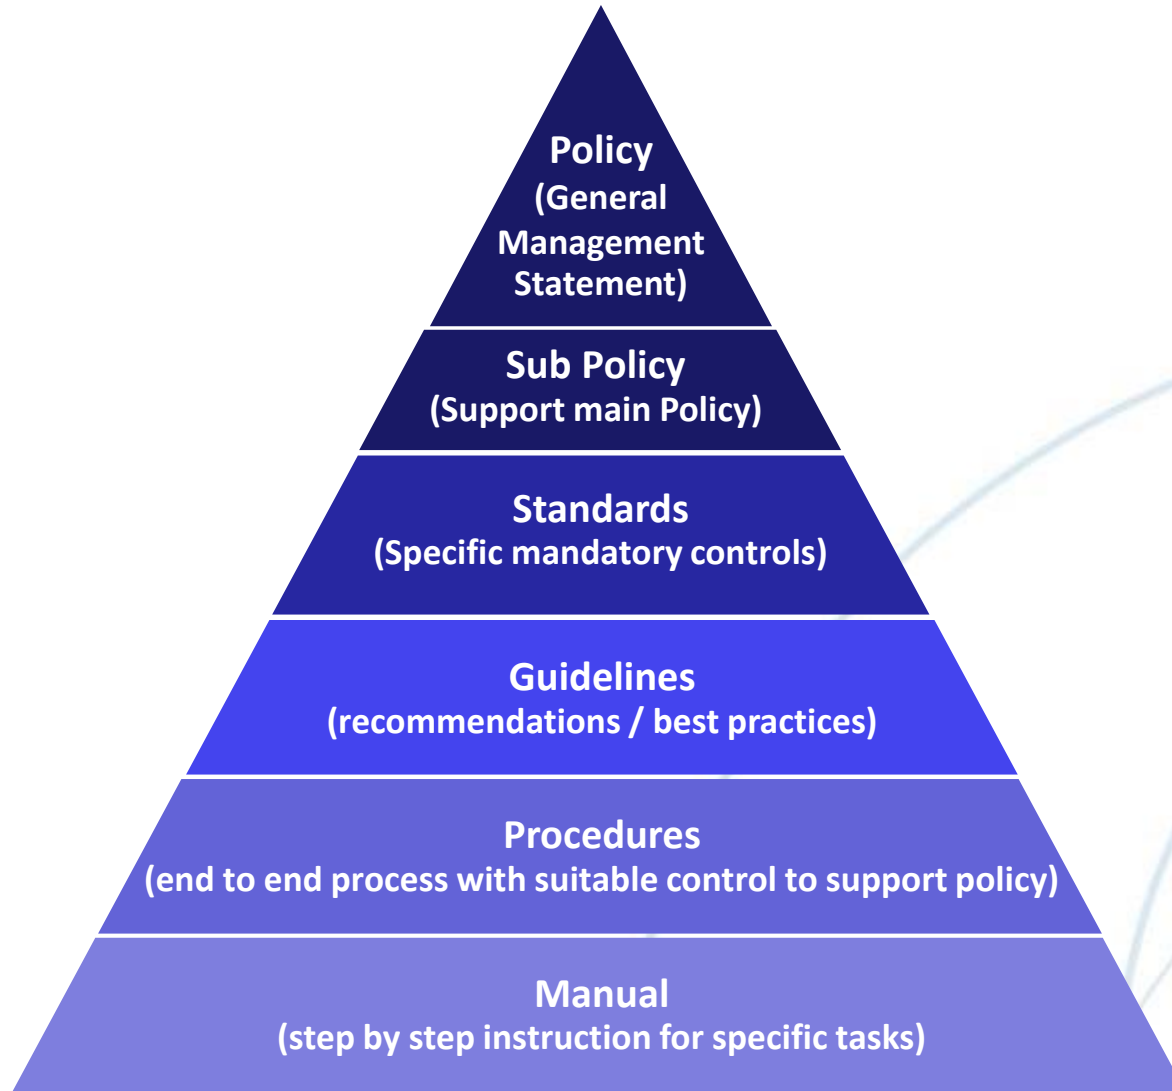 Policy
(General
Management
Statement)
Sub Policy
(Support main Policy)
Standards
(Specific mandatory controls)
Guidelines
(recommendations / best practices)
Procedures
(end to end process with suitable control to support policy)
Manual
(step by step instruction for specific tasks)